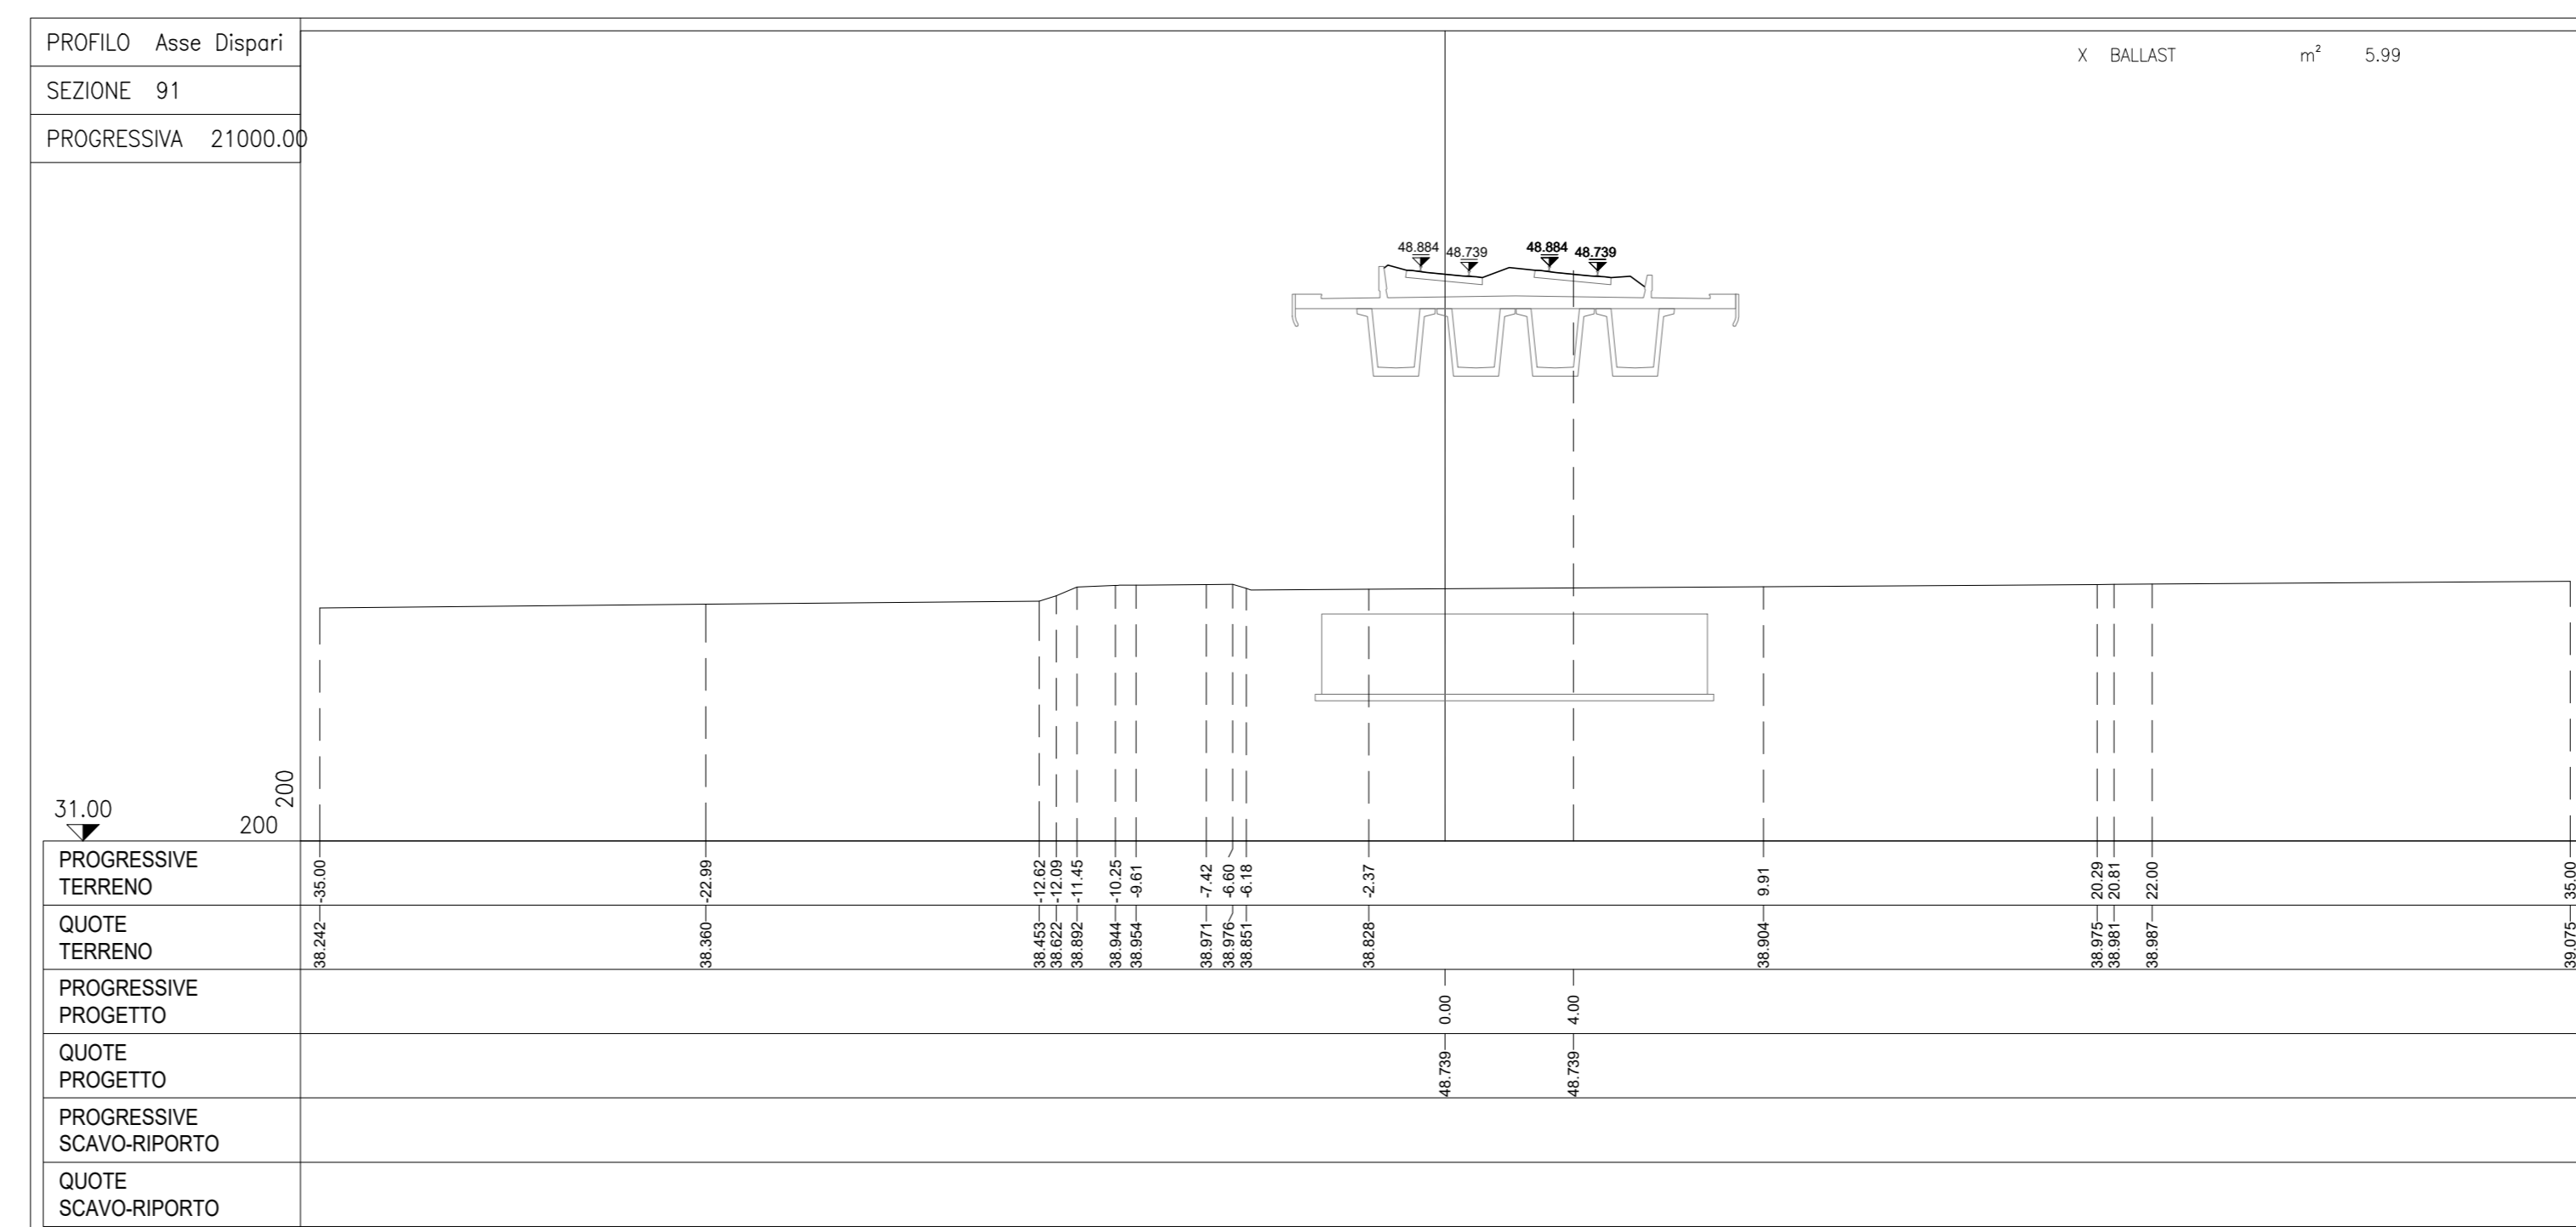 PROFILO Asse Dispari
SEZIONE 91
PROGRESSIVA 21000.00
X BALLAST m² 5.99
48.884 48.739 48.884 48.739
200
31.00
200
PROGRESSIVE
TERRENO
-35.00 -22.99 -12.62 -12.09 -11.45 -10.25 -9.61 -7.42 -6.60 -6.18 -2.37 9.91 20.29 20.81 22.00 35.00
QUOTE
TERRENO
38.242 38.360 38.453 38.622 38.892 38.944 38.954 38.971 38.976 38.851 38.828 38.904 38.975 38.981 38.987 39.075
PROGRESSIVE
PROGETTO
0.00 4.00
QUOTE
PROGETTO
48.739 48.739
PROGRESSIVE
SCAVO-RIPORTO
QUOTE
SCAVO-RIPORTO